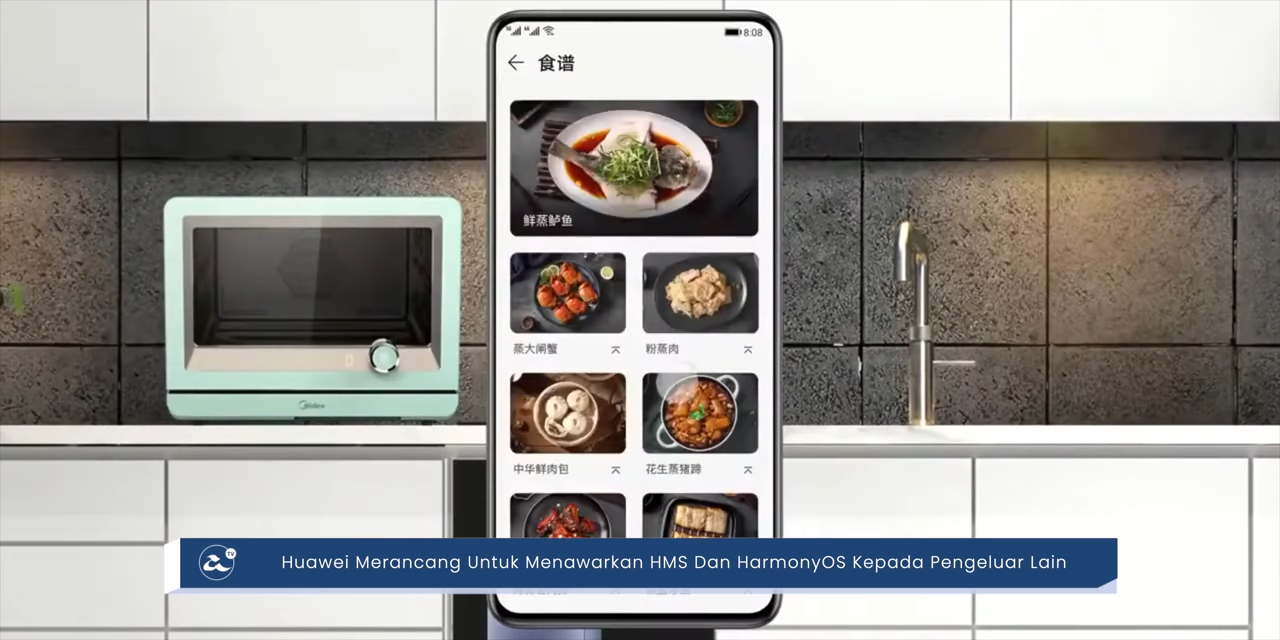 8:08
食谱
鲜蒸鲈鱼
蒸大闸蟹
粉蒸肉
Midea
中华鲜肉包
花生蒸猪蹄
TV
Huawei Merancang Untuk Menawarkan HMS Dan HarmonyOS Kepada Pengeluar Lain